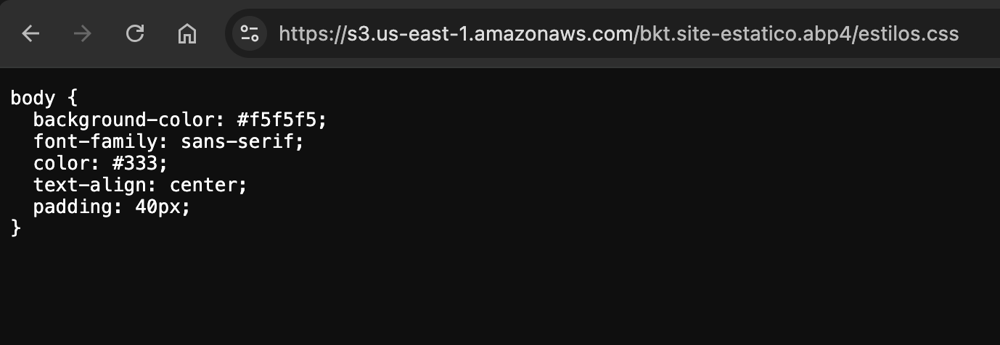 https://s3.us-east-1.amazonaws.com/bkt.site-estatico.abp4/estilos.css
body {
  background-color: #f5f5f5;
  font-family: sans-serif;
  color: #333;
  text-align: center;
  padding: 40px;
}